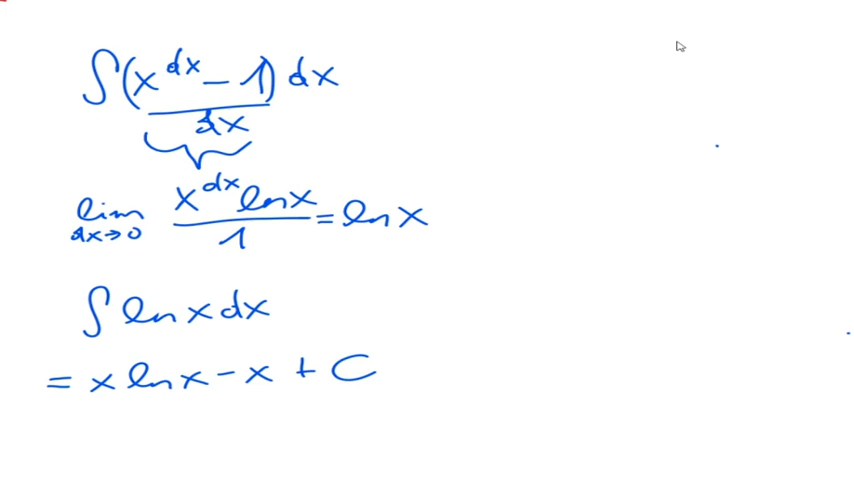 ∫(x^dx - 1) dx
dx
lim dx→0 x^dx ln x / 1 = ln x
∫ ln x dx
= x ln x - x + C